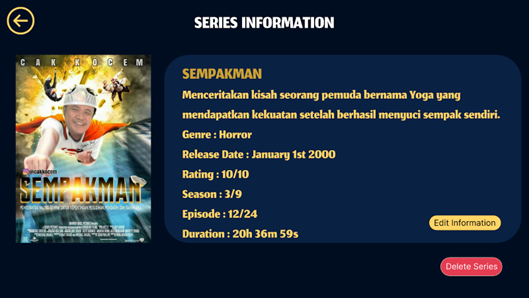 SERIES INFORMATION
CAK KOCEM
@cakkocem
SEMPAKMAN
SEMPAKMAN
Menceritakan kisah seorang pemuda bernama Yoga yang
mendapatkan kekuatan setelah berhasil menyuci sempak sendiri.
Genre : Horror
Release Date : January 1st 2000
Rating : 10/10
Season : 3/9
Episode : 12/24
Duration : 20h 36m 59s
Edit Information
Delete Series